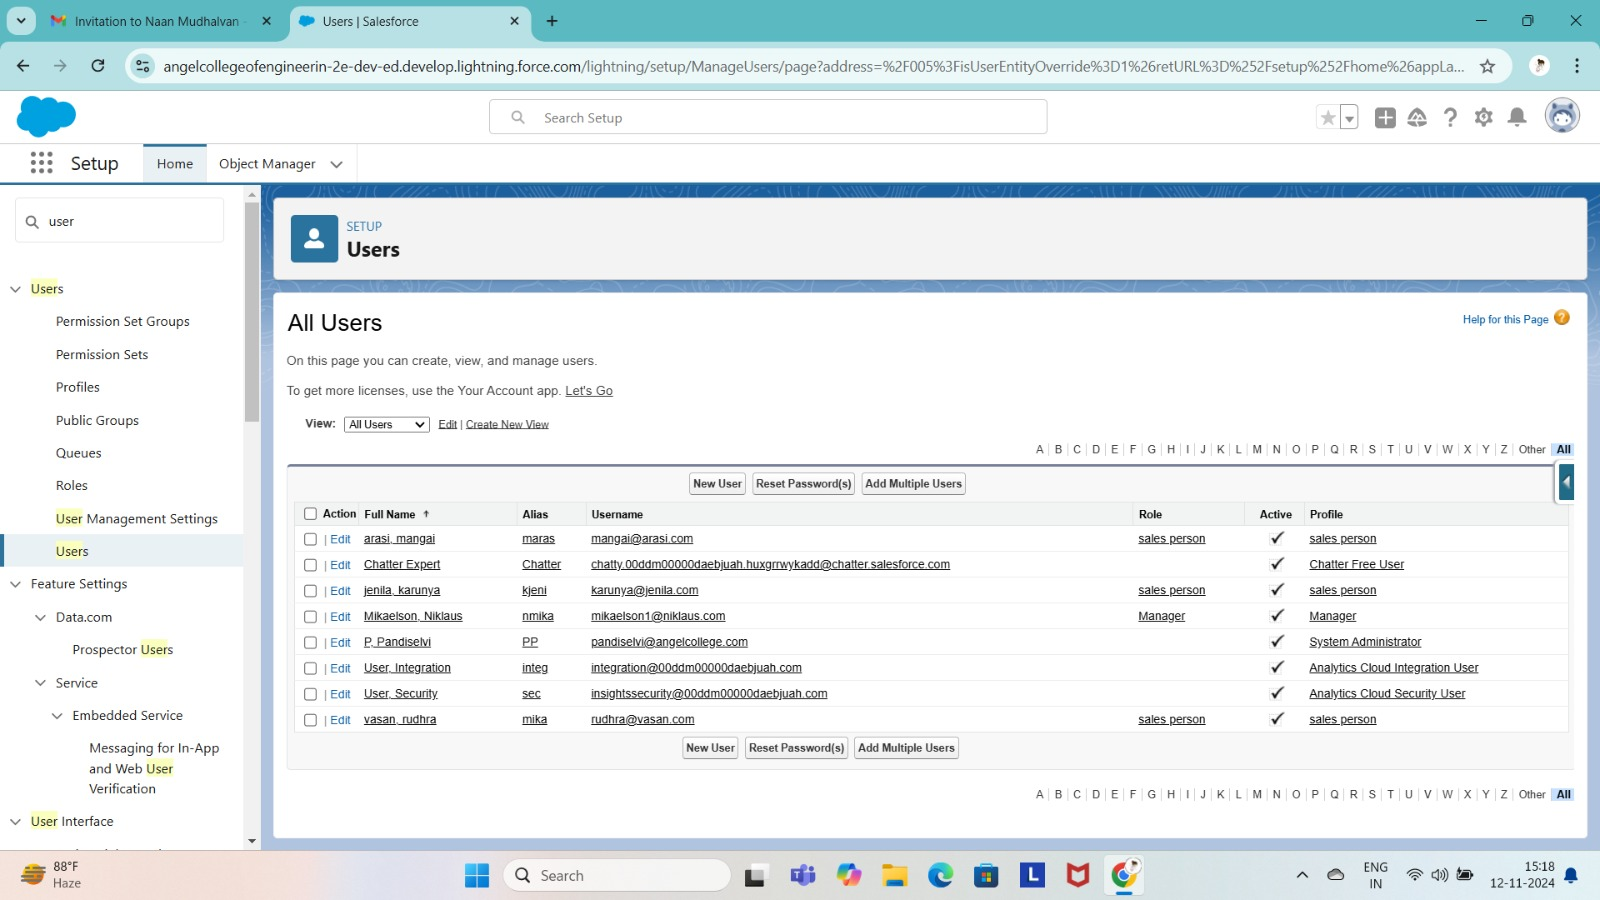 Invitation to Naan Mudhalvan -
Users | Salesforce
angelcollegeofengineerin-2e-dev-ed.develop.lightning.force.com/lightning/setup/ManageUsers/page?address=%2F005%3FisUserEntityOverride%3D1%26retURL%3D%252Fsetup%252Fhome%26appLa...
Search Setup
Setup
Home
Object Manager
user
SETUP
Users
Users
Permission Set Groups
Permission Sets
Profiles
Public Groups
Queues
Roles
User Management Settings
Users
Feature Settings
Data.com
Prospector Users
Service
Embedded Service
Messaging for In-App
and Web User
Verification
User Interface
All Users
Help for this Page ?
On this page you can create, view, and manage users.
To get more licenses, use the Your Account app. Let's Go
View: All Users Edit | Create New View
A | B | C | D | E | F | G | H | I | J | K | L | M | N | O | P | Q | R | S | T | U | V | W | X | Y | Z | Other All
New User Reset Password(s) Add Multiple Users
Action Full Name ↑ Alias Username Role Active Profile
| Edit arasi, mangai maras mangai@arasi.com sales person ✓ sales person
| Edit Chatter Expert Chatter chatty.00ddm00000daebjuah.huxgrrwykadd@chatter.salesforce.com ✓ Chatter Free User
| Edit jenila, karunya kjeni karunya@jenila.com sales person ✓ sales person
| Edit Mikaelson, Niklaus nmika mikaelson1@niklaus.com Manager ✓ Manager
| Edit P, Pandiselvi PP pandiselvi@angelcollege.com ✓ System Administrator
| Edit User, Integration integ integration@00ddm00000daebjuah.com ✓ Analytics Cloud Integration User
| Edit User, Security sec insightssecurity@00ddm00000daebjuah.com ✓ Analytics Cloud Security User
| Edit vasan, rudhra mika rudhra@vasan.com sales person ✓ sales person
New User Reset Password(s) Add Multiple Users
A | B | C | D | E | F | G | H | I | J | K | L | M | N | O | P | Q | R | S | T | U | V | W | X | Y | Z | Other All
88°F
Haze
Search
L
ENG
IN
15:18
12-11-2024